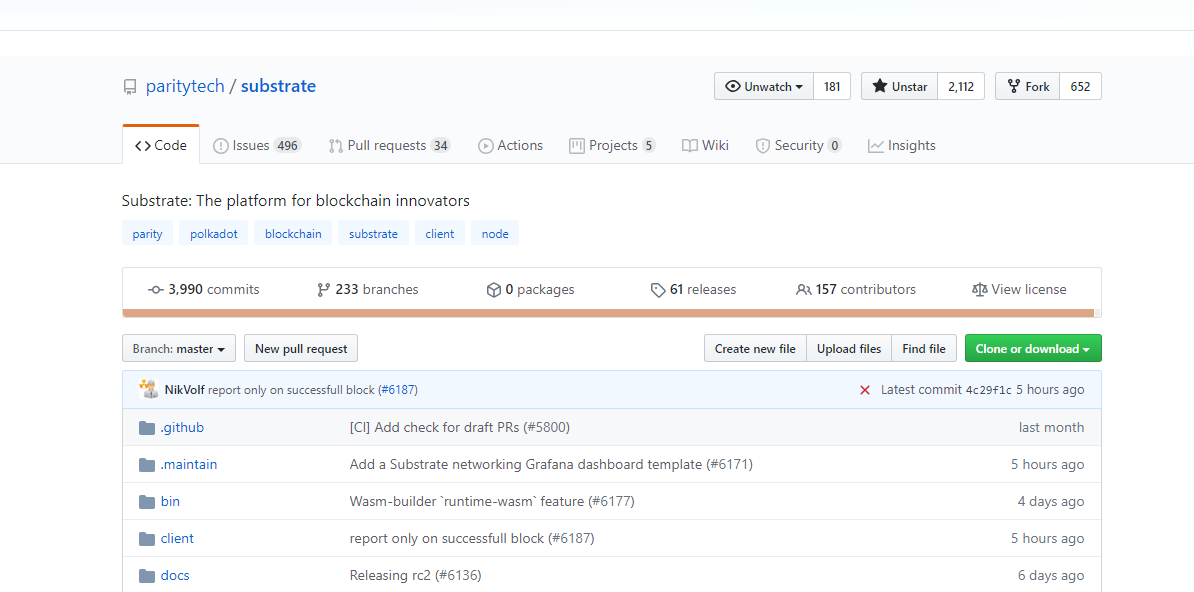 paritytech / substrate
Unwatch 181 Unstar 2,112 Fork 652
Code Issues 496 Pull requests 34 Actions Projects 5 Wiki Security 0 Insights
Substrate: The platform for blockchain innovators
parity polkadot blockchain substrate client node
3,990 commits 233 branches 0 packages 61 releases 157 contributors View license
Branch: master New pull request Create new file Upload files Find file Clone or download
NikVolf report only on successfull block (#6187) Latest commit 4c29f1c 5 hours ago
.github [CI] Add check for draft PRs (#5800) last month
.maintain Add a Substrate networking Grafana dashboard template (#6171) 5 hours ago
bin Wasm-builder `runtime-wasm` feature (#6177) 4 days ago
client report only on successfull block (#6187) 5 hours ago
docs Releasing rc2 (#6136) 6 days ago